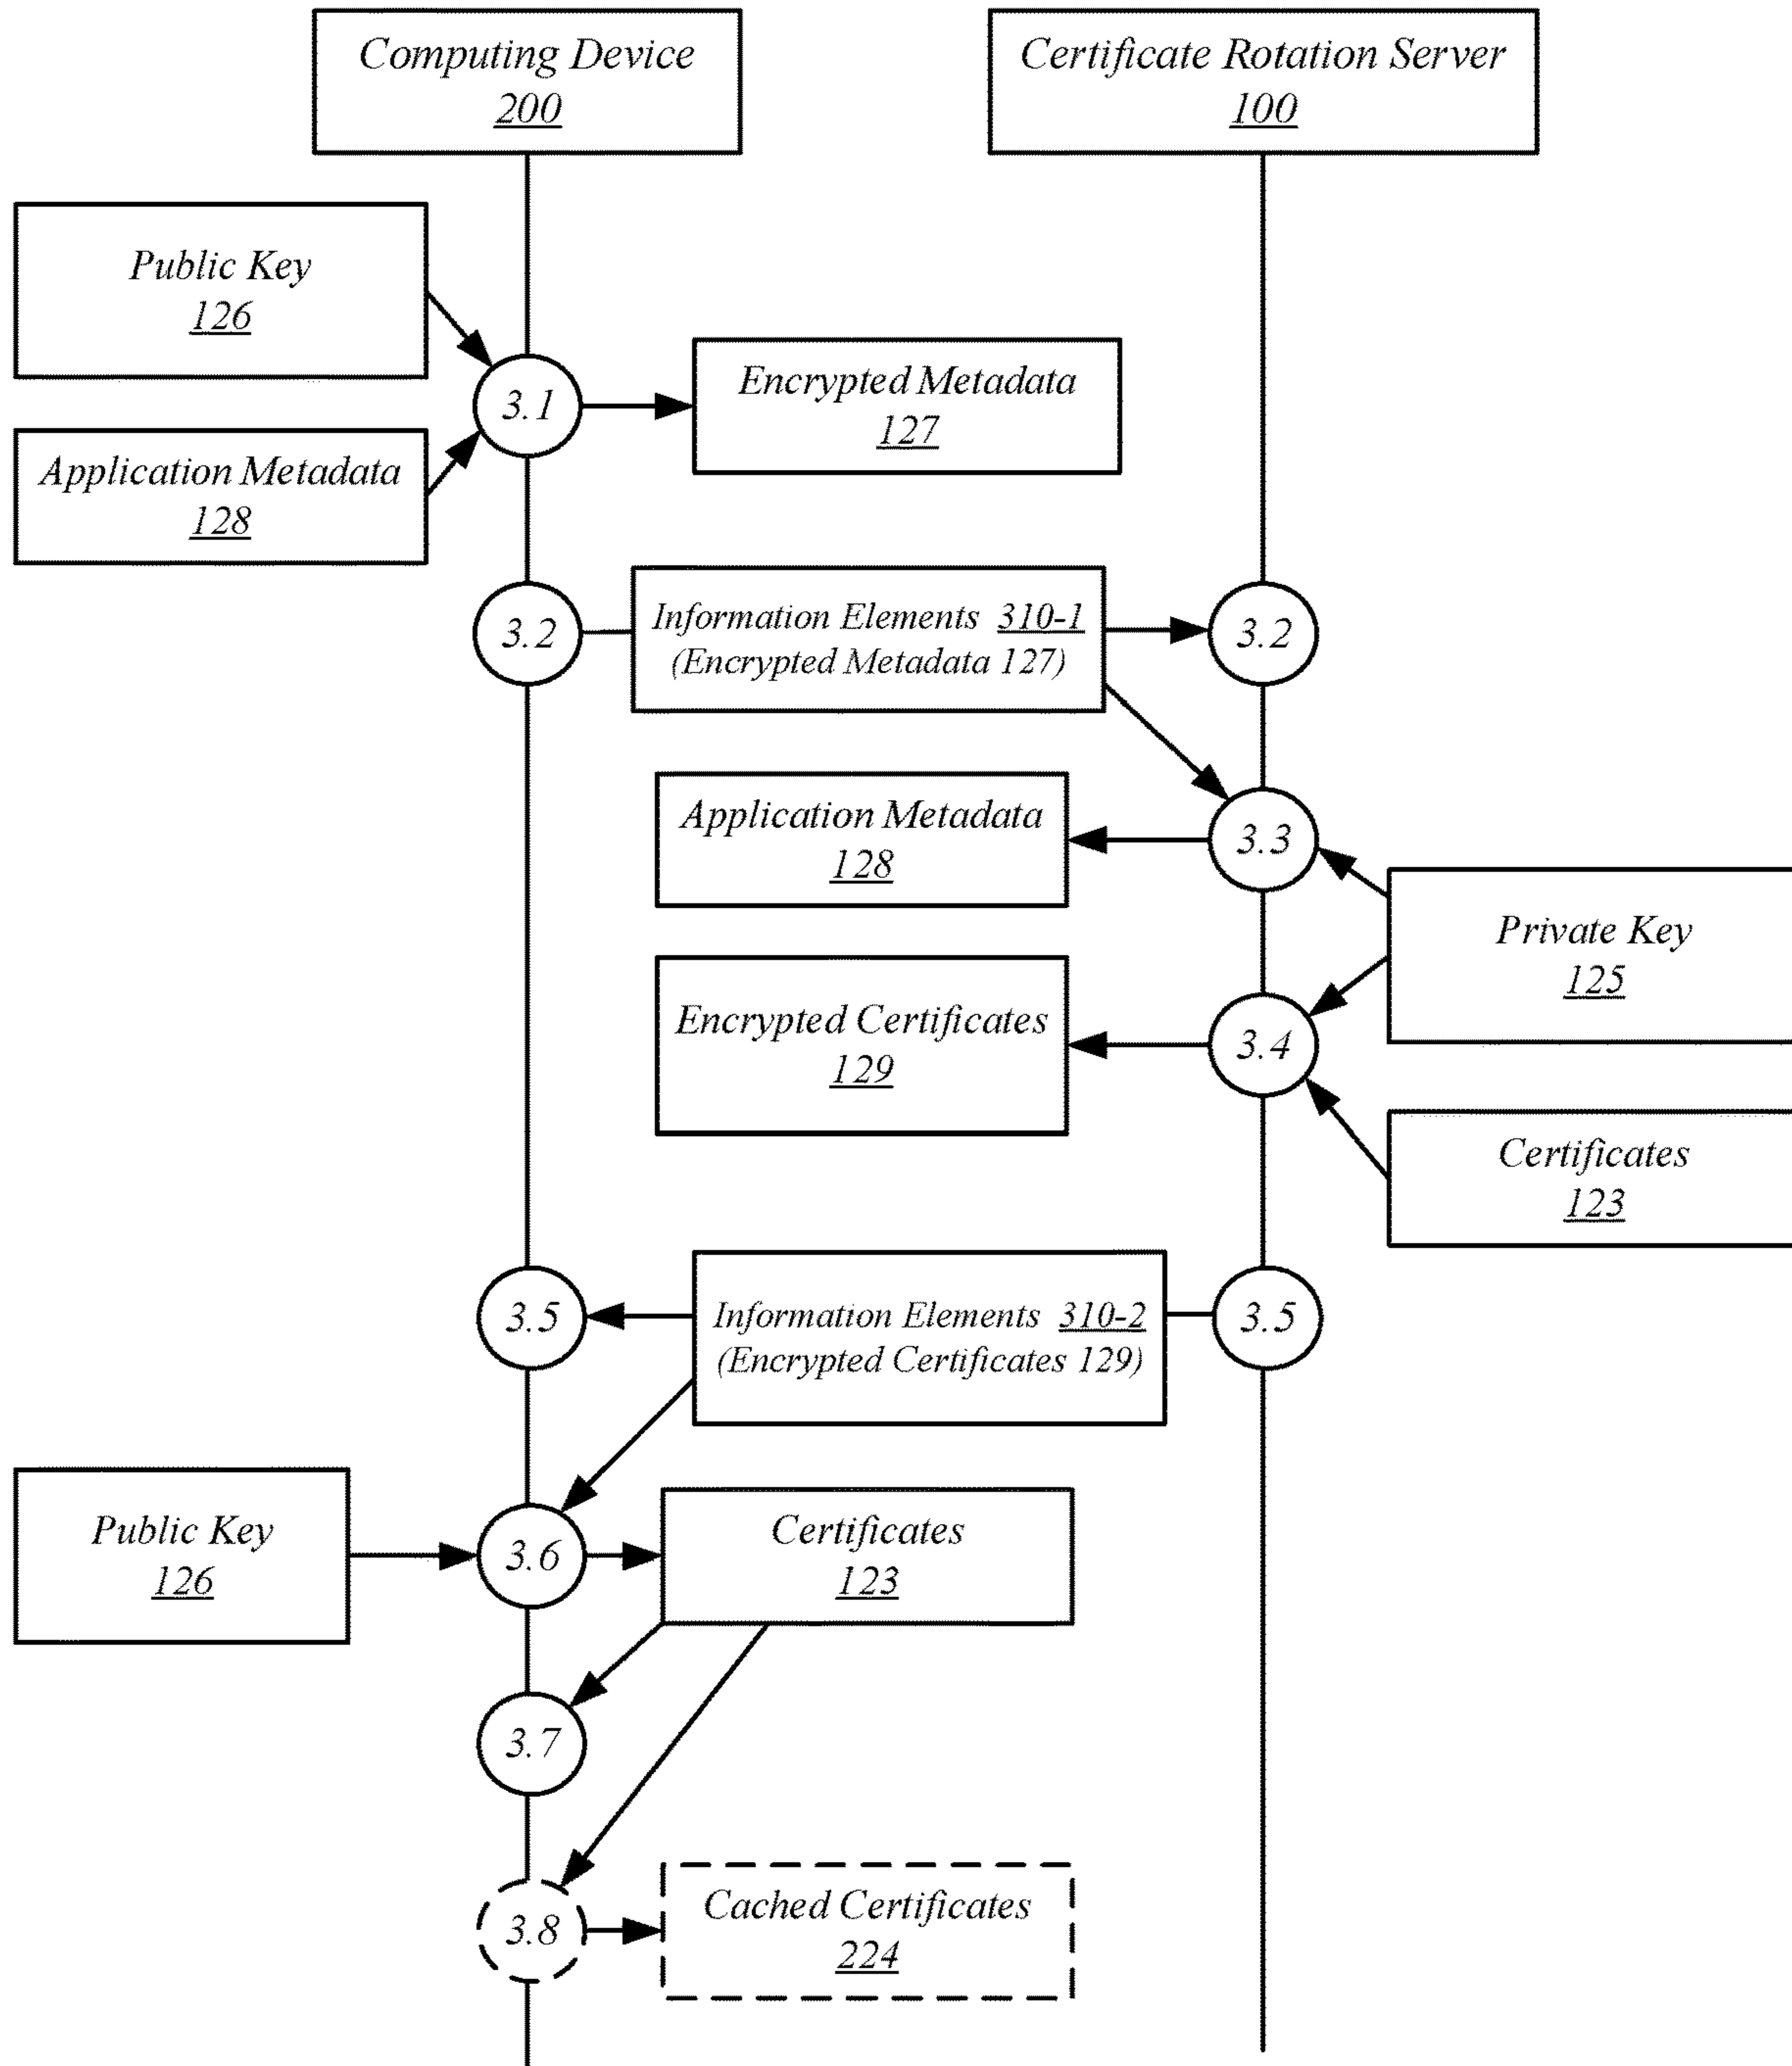 Computing Device
200
Certificate Rotation Server
100
Public Key
126
3.1
Encrypted Metadata
127
Application Metadata
128
3.2
Information Elements 310-1
(Encrypted Metadata 127)
3.2
Application Metadata
128
3.3
Private Key
125
Encrypted Certificates
129
3.4
Certificates
123
3.5
Information Elements 310-2
(Encrypted Certificates 129)
3.5
Public Key
126
3.6
Certificates
123
3.7
3.8
Cached Certificates
224